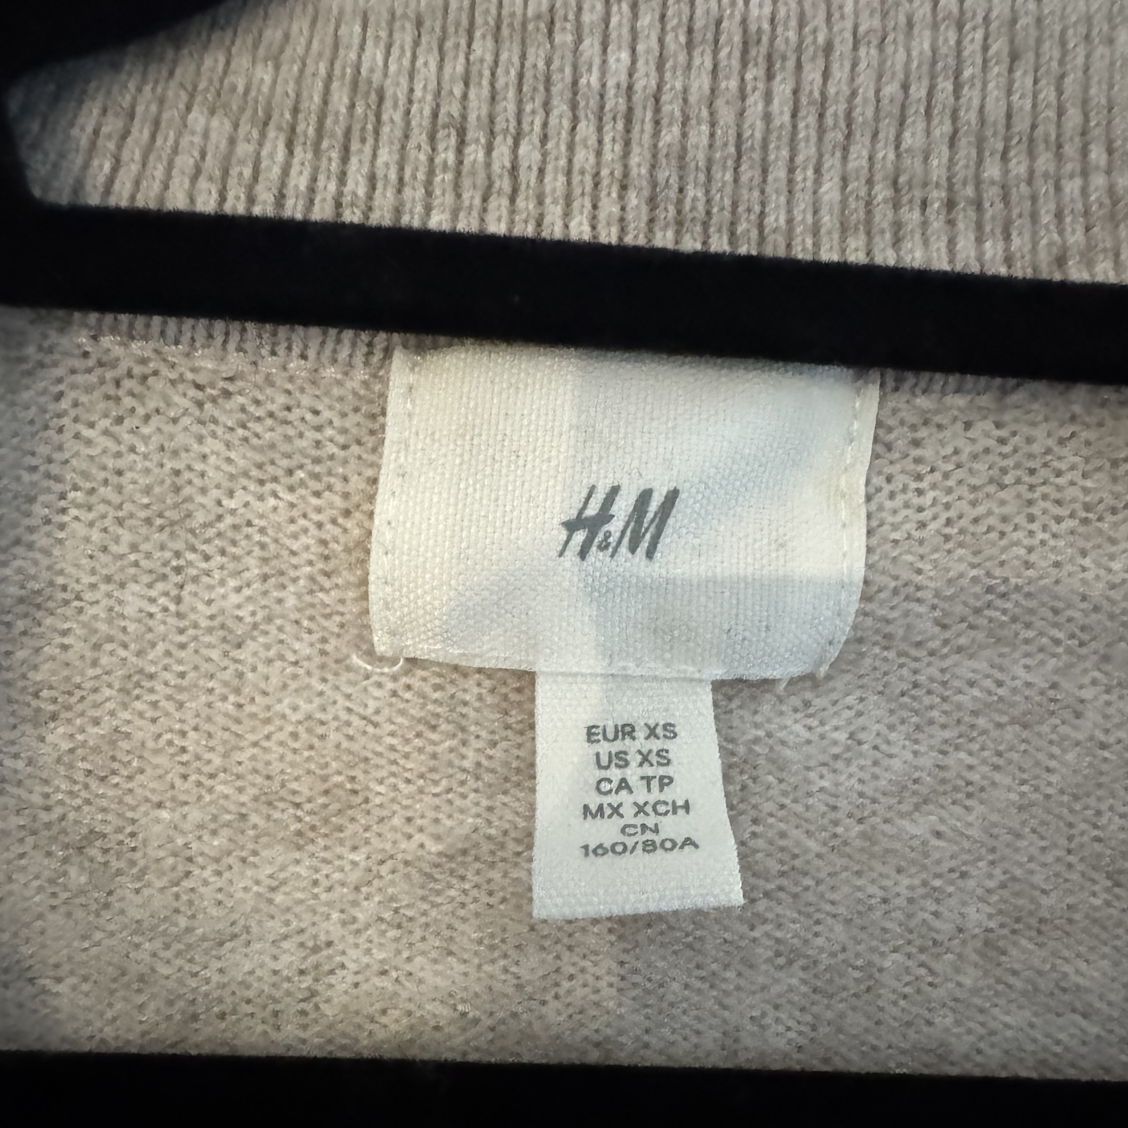 H&M
EUR XS
US XS
CA TP
MX XCH
CN
160/80A